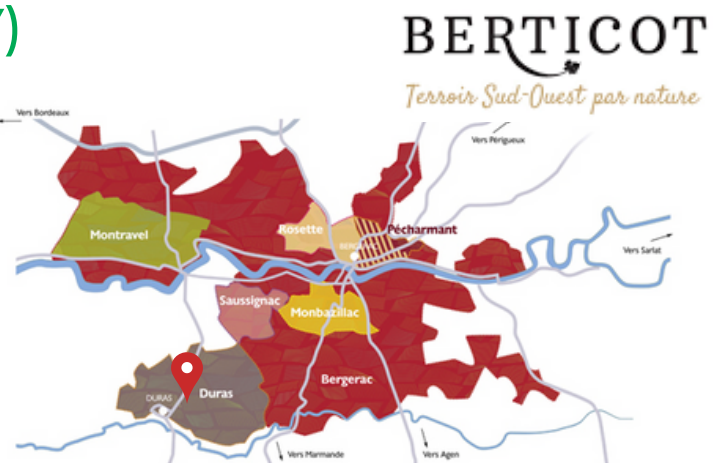 )
BERTICOT
Terroir Sud-Ouest par nature
Vers Bordeaux
Vers Périgueux
Montravel
Rosette
Pécharmant
Vers Sarlat
Saussignac
Monbazillac
Bergerac
DURAS
Duras
Vers Marmande
Vers Agen